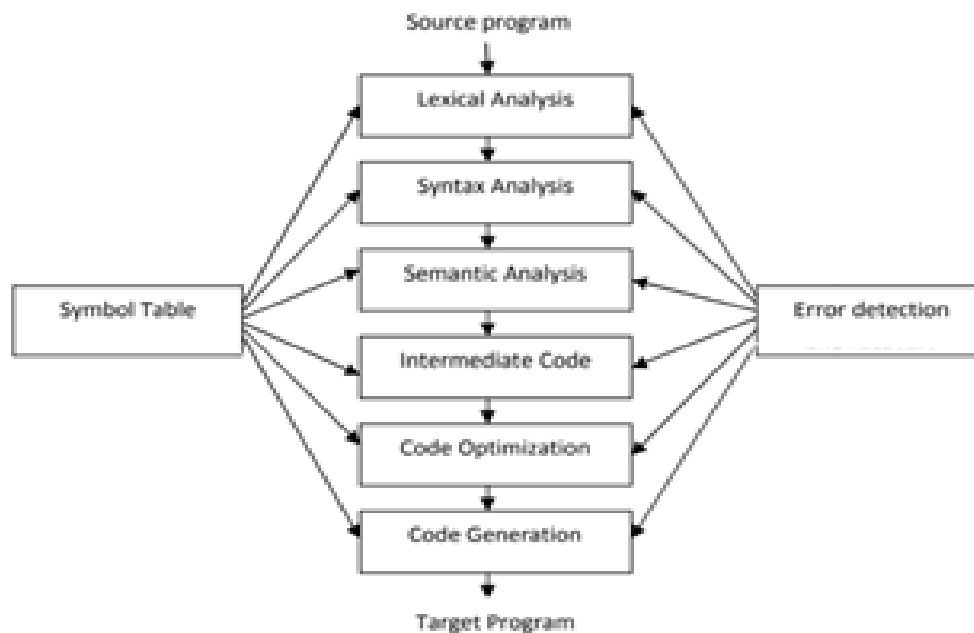 Source program
Lexical Analysis
Syntax Analysis
Semantic Analysis
Symbol Table
Error detection
Intermediate Code
Code Optimization
Code Generation
Target Program